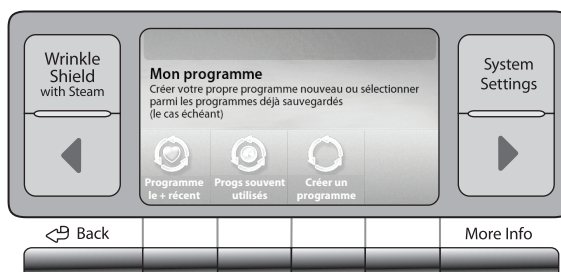 Wrinkle
Shield
with Steam
Mon programme
Créer votre propre programme nouveau ou sélectionner
parmi les programmes déjà sauvegardés
(le cas échéant)
Programme
le + récent
Progs souvent
utilisés
Créer un
programme
System
Settings
Back
More Info